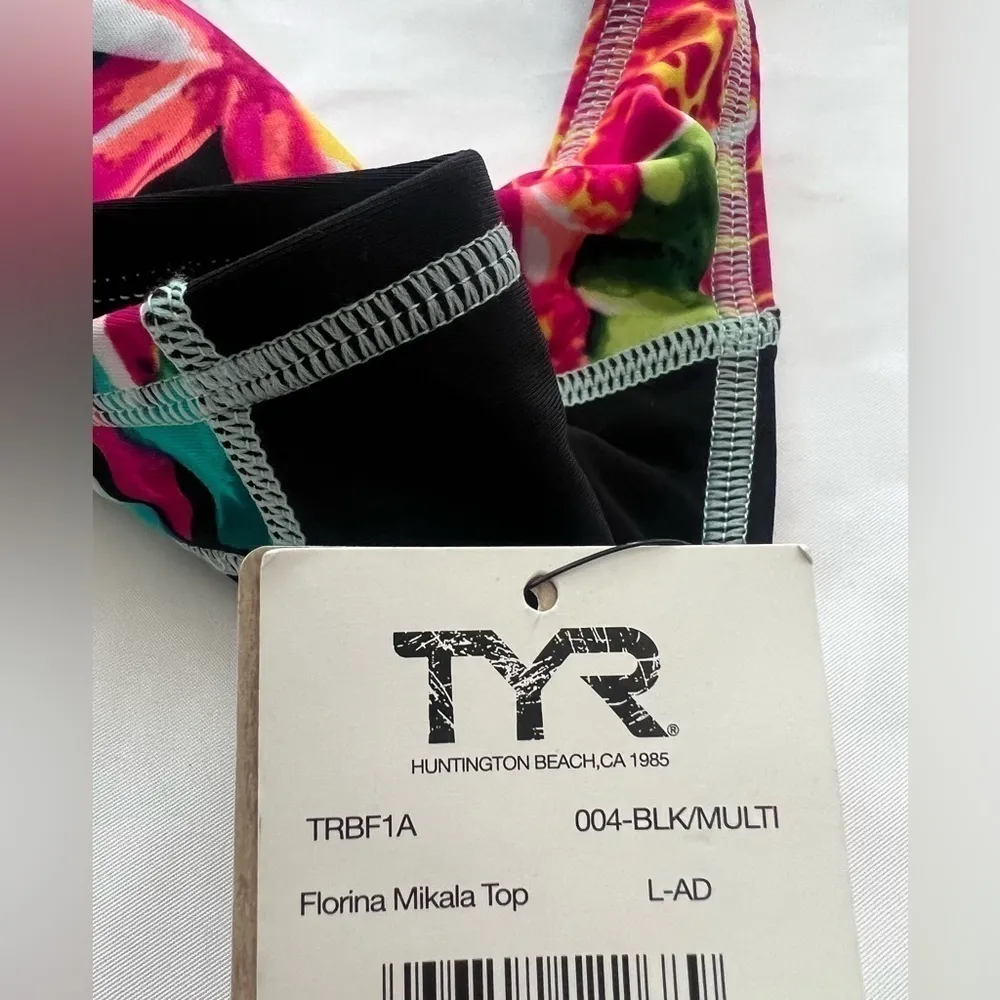 TYR®
HUNTINGTON BEACH,CA 1985
TRBF1A 004-BLK/MULTI
Florina Mikala Top L-AD